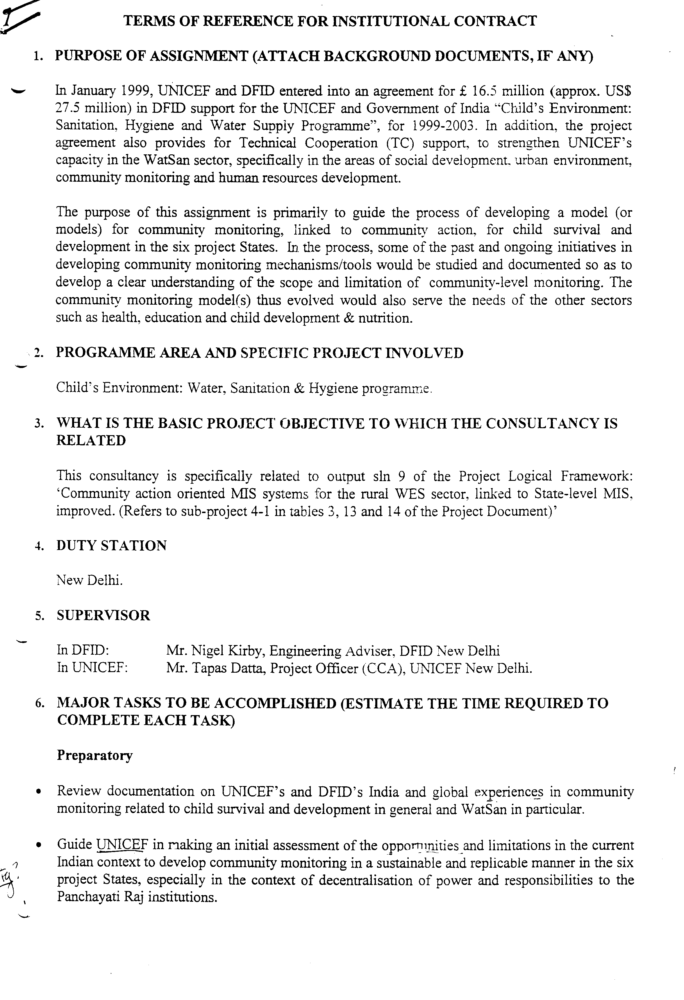 TERMS OF REFERENCE FOR INSTITUTIONAL CONTRACT
1. PURPOSE OF ASSIGNMENT (ATTACH BACKGROUND DOCUMENTS, IF ANY)
In January 1999, UNICEF and DFID entered into an agreement for £ 16.5 million (approx. US$
27.5 million) in DFID support for the UNICEF and Government of India “Child’s Environment:
Sanitation, Hygiene and Water Supply Programme”, for 1999-2003. In addition, the project
agreement also provides for Technical Cooperation (TC) support, to strengthen UNICEF’s
capacity in the WatSan sector, specifically in the areas of social development, urban environment,
community monitoring and human resources development.
The purpose of this assignment is primarily to guide the process of developing a model (or
models) for community monitoring, linked to community action, for child survival and
development in the six project States. In the process, some of the past and ongoing initiatives in
developing community monitoring mechanisms/tools would be studied and documented so as to
develop a clear understanding of the scope and limitation of community-level monitoring. The
community monitoring model(s) thus evolved would also serve the needs of the other sectors
such as health, education and child development & nutrition.
2. PROGRAMME AREA AND SPECIFIC PROJECT INVOLVED
Child’s Environment: Water, Sanitation & Hygiene programme.
3. WHAT IS THE BASIC PROJECT OBJECTIVE TO WHICH THE CONSULTANCY IS
RELATED
This consultancy is specifically related to output sln 9 of the Project Logical Framework:
‘Community action oriented MIS systems for the rural WES sector, linked to State-level MIS,
improved. (Refers to sub-project 4-1 in tables 3, 13 and 14 of the Project Document)’
4. DUTY STATION
New Delhi.
5. SUPERVISOR
In DFID: Mr. Nigel Kirby, Engineering Adviser, DFID New Delhi
In UNICEF: Mr. Tapas Datta, Project Officer (CCA), UNICEF New Delhi.
6. MAJOR TASKS TO BE ACCOMPLISHED (ESTIMATE THE TIME REQUIRED TO
COMPLETE EACH TASK)
Preparatory
• Review documentation on UNICEF’s and DFID’s India and global experiences in community
monitoring related to child survival and development in general and WatSan in particular.
• Guide UNICEF in making an initial assessment of the opportunities and limitations in the current
Indian context to develop community monitoring in a sustainable and replicable manner in the six
project States, especially in the context of decentralisation of power and responsibilities to the
Panchayati Raj institutions.